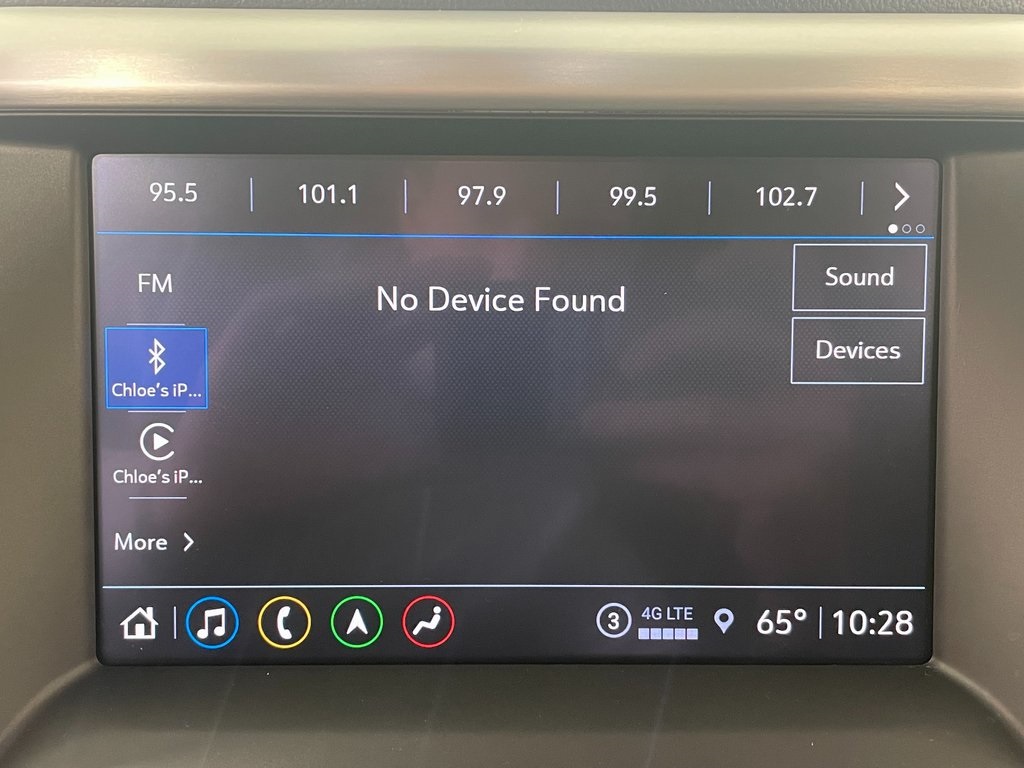 95.5 101.1 97.9 99.5 102.7
FM
No Device Found
Sound
Chloe's iP...
Devices
Chloe's iP...
More
3 4G LTE 65° 10:28